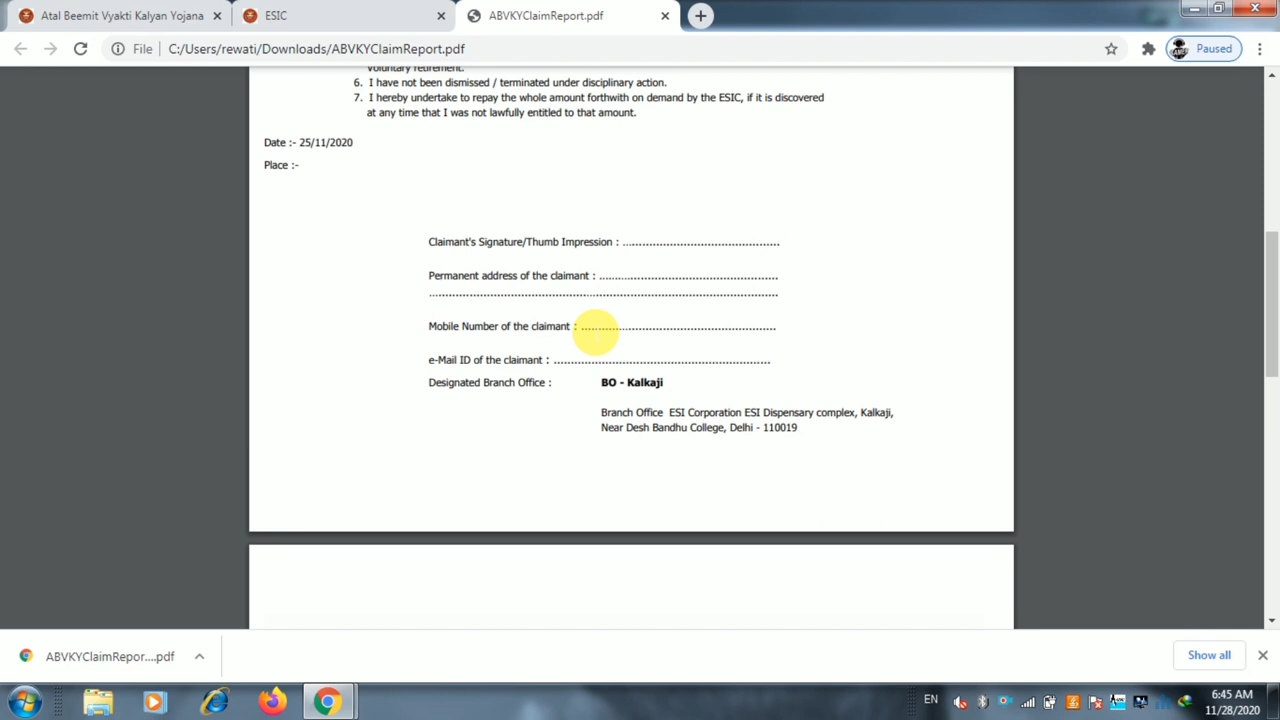 Atal Beemit Vyakti Kalyan Yojana
ESIC
ABVKYClaimReport.pdf
File
C:/Users/rewati/Downloads/ABVKYClaimReport.pdf
Paused
voluntary retirement.
6. I have not been dismissed / terminated under disciplinary action.
7. I hereby undertake to repay the whole amount forthwith on demand by the ESIC, if it is discovered
at any time that I was not lawfully entitled to that amount.
Date :- 25/11/2020
Place :-
Claimant's Signature/Thumb Impression : ................................................
Permanent address of the claimant : .......................................................
..........................................................................................................
Mobile Number of the claimant : ...........................................................
e-Mail ID of the claimant : ..................................................................
Designated Branch Office : BO - Kalkaji
Branch Office ESI Corporation ESI Dispensary complex, Kalkaji,
Near Desh Bandhu College, Delhi - 110019
ABVKYClaimRepor....pdf
Show all
EN
6:45 AM
11/28/2020